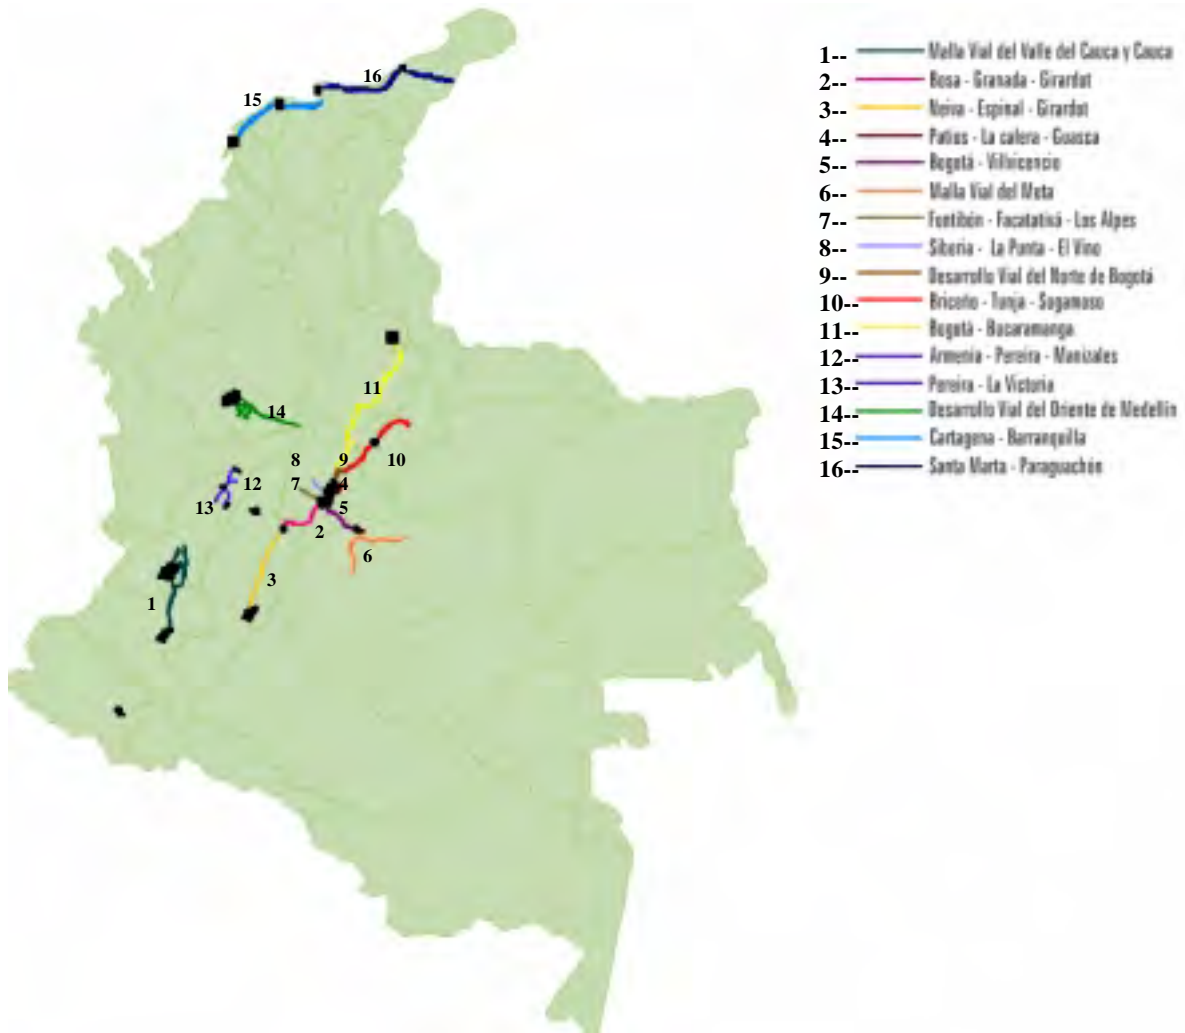 16
15
11
14
10
9
8
12
4
7
13
5
2
6
3
1
1-- Malla Vial del Valle del Cauca y Cauca
2-- Bosa - Granada - Girardot
3-- Neiva - Espinal - Girardot
4-- Patios - La calera - Guasca
5-- Bogotá - Villvicencio
6-- Malla Vial del Meta
7-- Fontibón - Facatativá - Los Alpes
8-- Siberia - La Punta - El Vino
9-- Desarrollo Vial del Norte de Bogotá
10-- Briceño - Tunja - Sogamoso
11-- Bogotá - Bucaramanga
12-- Armenia - Pereira - Manizales
13-- Pereira - La Victoria
14-- Desarrollo Vial del Oriente de Medellín
15-- Cartagena - Barranquilla
16-- Santa Marta - Paraguachón